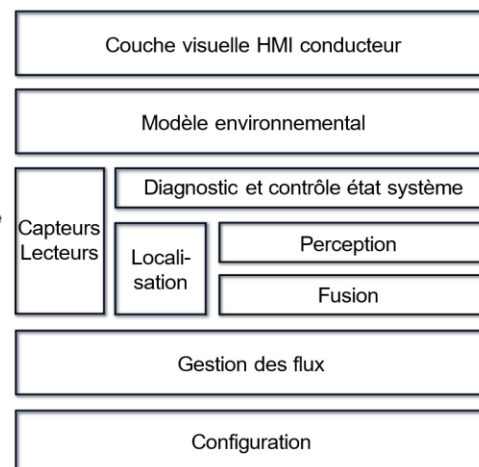 Couche visuelle HMI conducteur
Modèle environnemental
Diagnostic et contrôle état système
Capteurs
Lecteurs
Locali-
sation
Perception
Fusion
Gestion des flux
Configuration